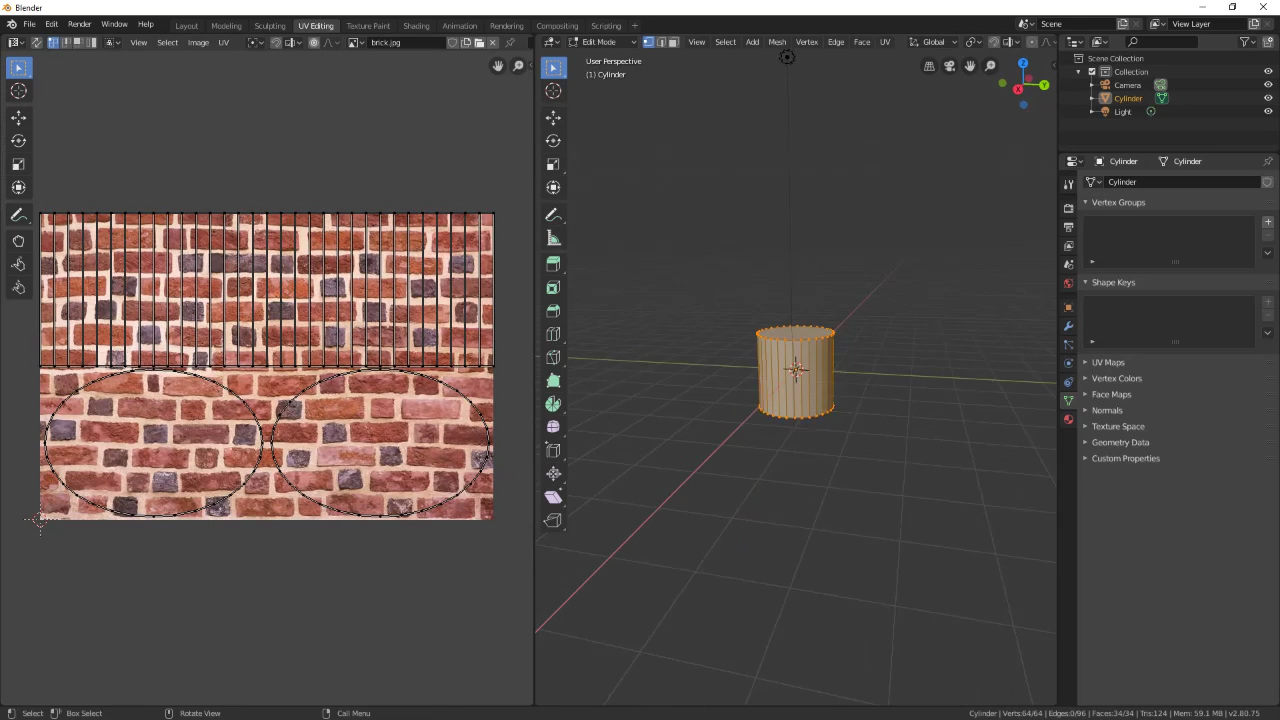 Blender
File Edit Render Window Help Layout Modeling Sculpting UV Editing Texture Paint Shading Animation Rendering Compositing Scripting + Scene View Layer
View Select Image UV brick.jpg Edit Mode View Select Add Mesh Vertex Edge Face UV Global
User Perspective
(1) Cylinder
Z
Y
X
Scene Collection
Collection
Camera
Cylinder
Light
Cylinder Cylinder
Cylinder
Vertex Groups
Shape Keys
UV Maps
Vertex Colors
Face Maps
Normals
Texture Space
Geometry Data
Custom Properties
Select Box Select Rotate View Call Menu Cylinder | Verts:64/64 | Edges:0/96 | Faces:34/34 | Tris:124 | Mem: 59.1 MB | v2.80.75